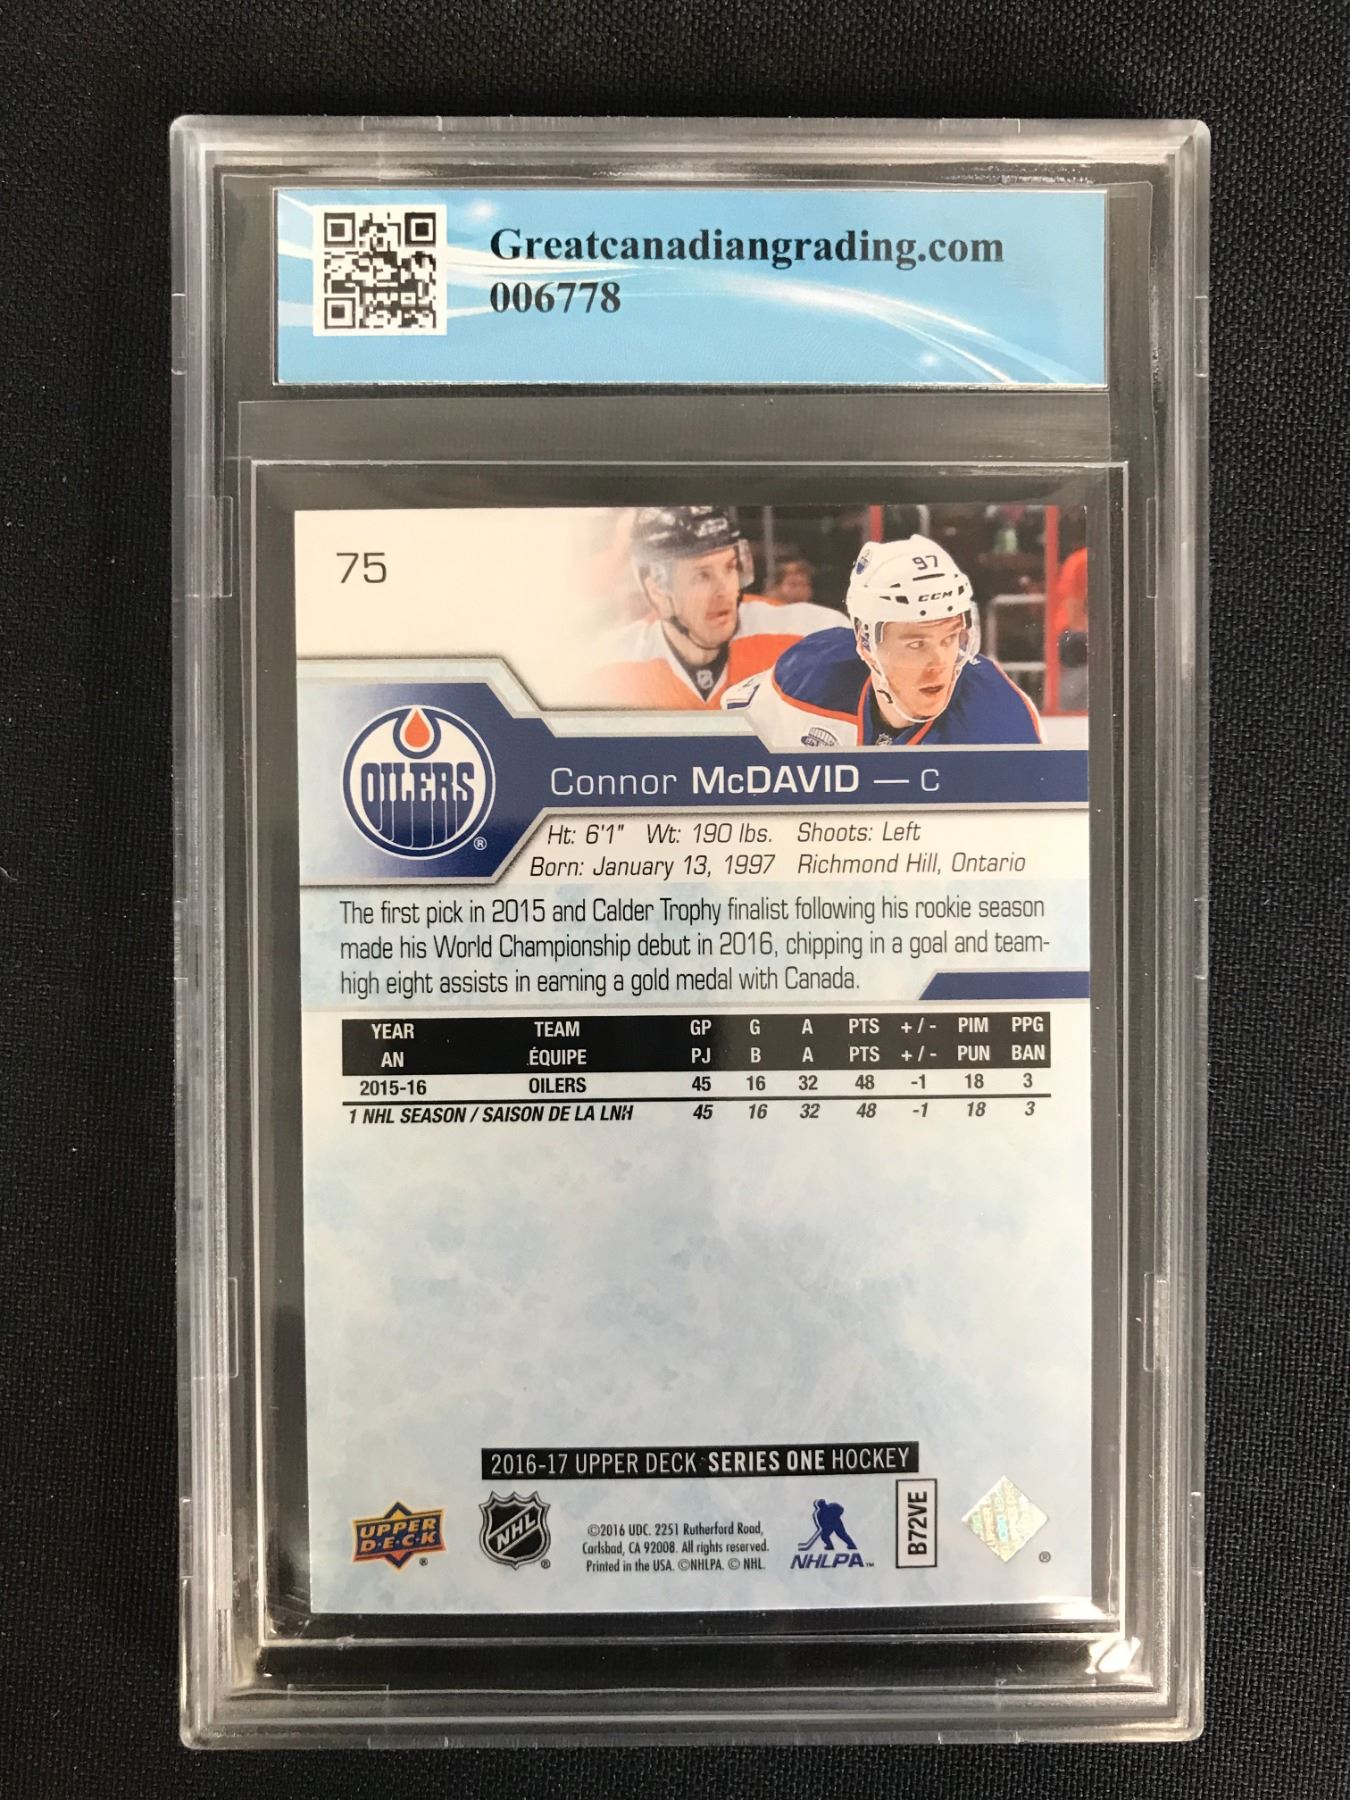 Greatcanadiangrading.com
006778
75
97
CCM
OILERS
®
Connor McDAVID — C
Ht: 6'1" Wt: 190 lbs. Shoots: Left
Born: January 13, 1997 Richmond Hill, Ontario
The first pick in 2015 and Calder Trophy finalist following his rookie season
made his World Championship debut in 2016, chipping in a goal and team-
high eight assists in earning a gold medal with Canada.
YEAR TEAM GP G A PTS +/- PIM PPG
AN ÉQUIPE PJ B A PTS +/- PUN BAN
2015-16 OILERS 45 16 32 48 -1 18 3
1 NHL SEASON / SAISON DE LA LNH 45 16 32 48 -1 18 3
2016-17 UPPER DECK SERIES ONE HOCKEY
UPPER
D·E·C·K
®
NHL
®
©2016 UDC. 2251 Rutherford Road,
Carlsbad, CA 92008. All rights reserved.
Printed in the USA. ©NHLPA. © NHL.
NHLPA™
B72VE
®